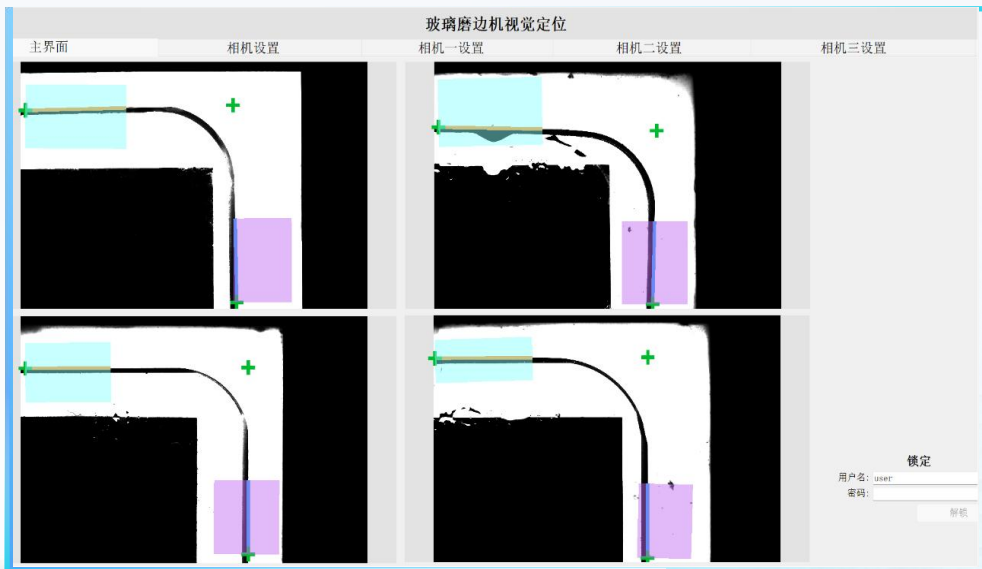 玻璃磨边机视觉定位
主界面 相机设置 相机一设置 相机二设置 相机三设置
锁定
用户名: user
密码:
解锁